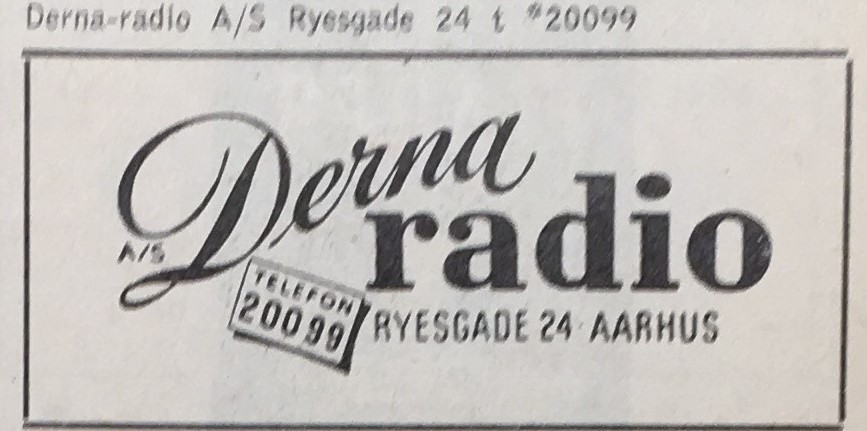 Derna-radio A/S Ryesgade 24 t *20099
Derna
radio
A/S
TELEFON
20099
RYESGADE 24 · AARHUS